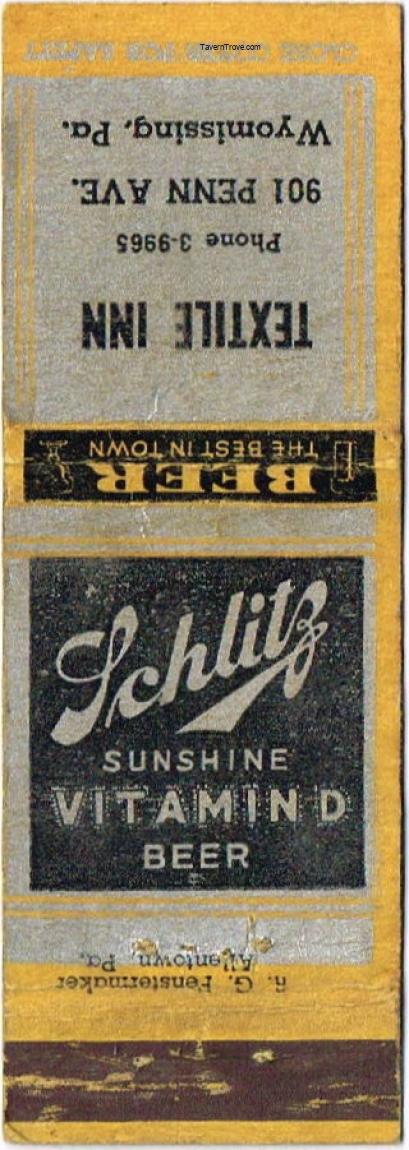 TavernTrove.com
CLOSE COVER FOR SAFETY
TEXTILE INN
Phone 3-9965
901 PENN AVE.
Wyomissing, Pa.
BEER
THE BEST IN TOWN
Schlitz
SUNSHINE
VITAMIN D
BEER
G. Fenstermaker
Allentown, Pa.